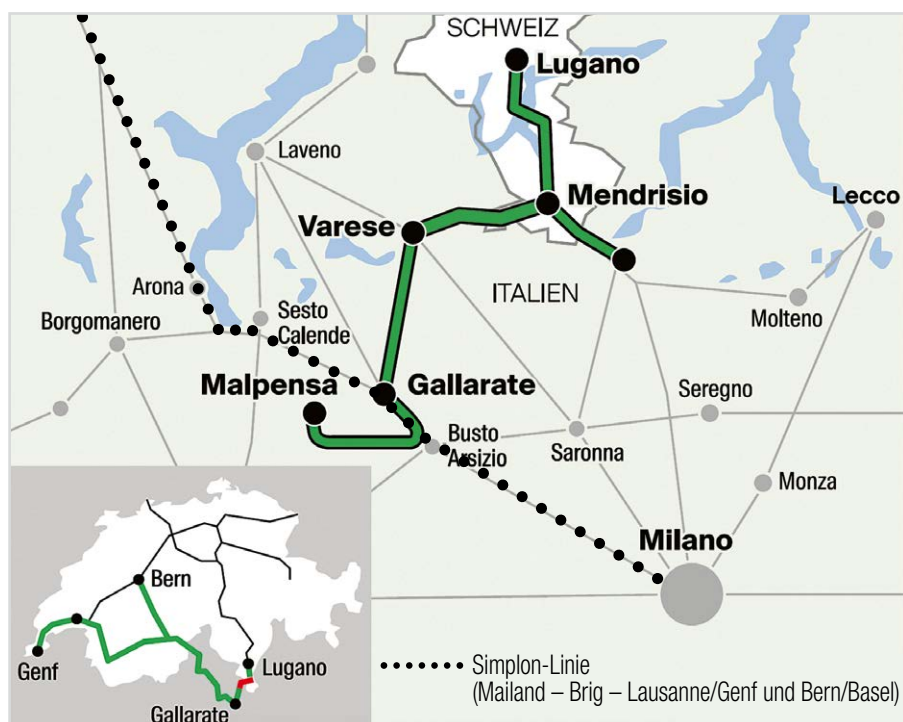 SCHWEIZ
Lugano
Laveno
Mendrisio
Lecco
Varese
Arona
ITALIEN
Sesto
Calende
Molteno
Borgomanero
Malpensa
Gallarate
Seregno
Busto
Arsizio
Saronna
Monza
Milano
Bern
Genf
Lugano
Gallarate
Simplon-Linie
(Mailand – Brig – Lausanne/Genf und Bern/Basel)